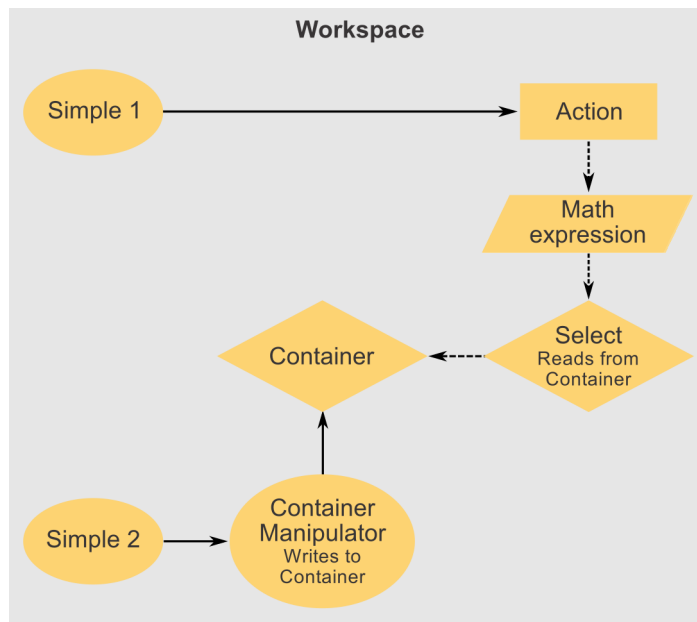 Workspace
Simple 1
Action
Math
expression
Container
Select
Reads from
Container
Simple 2
Container
Manipulator
Writes to
Container